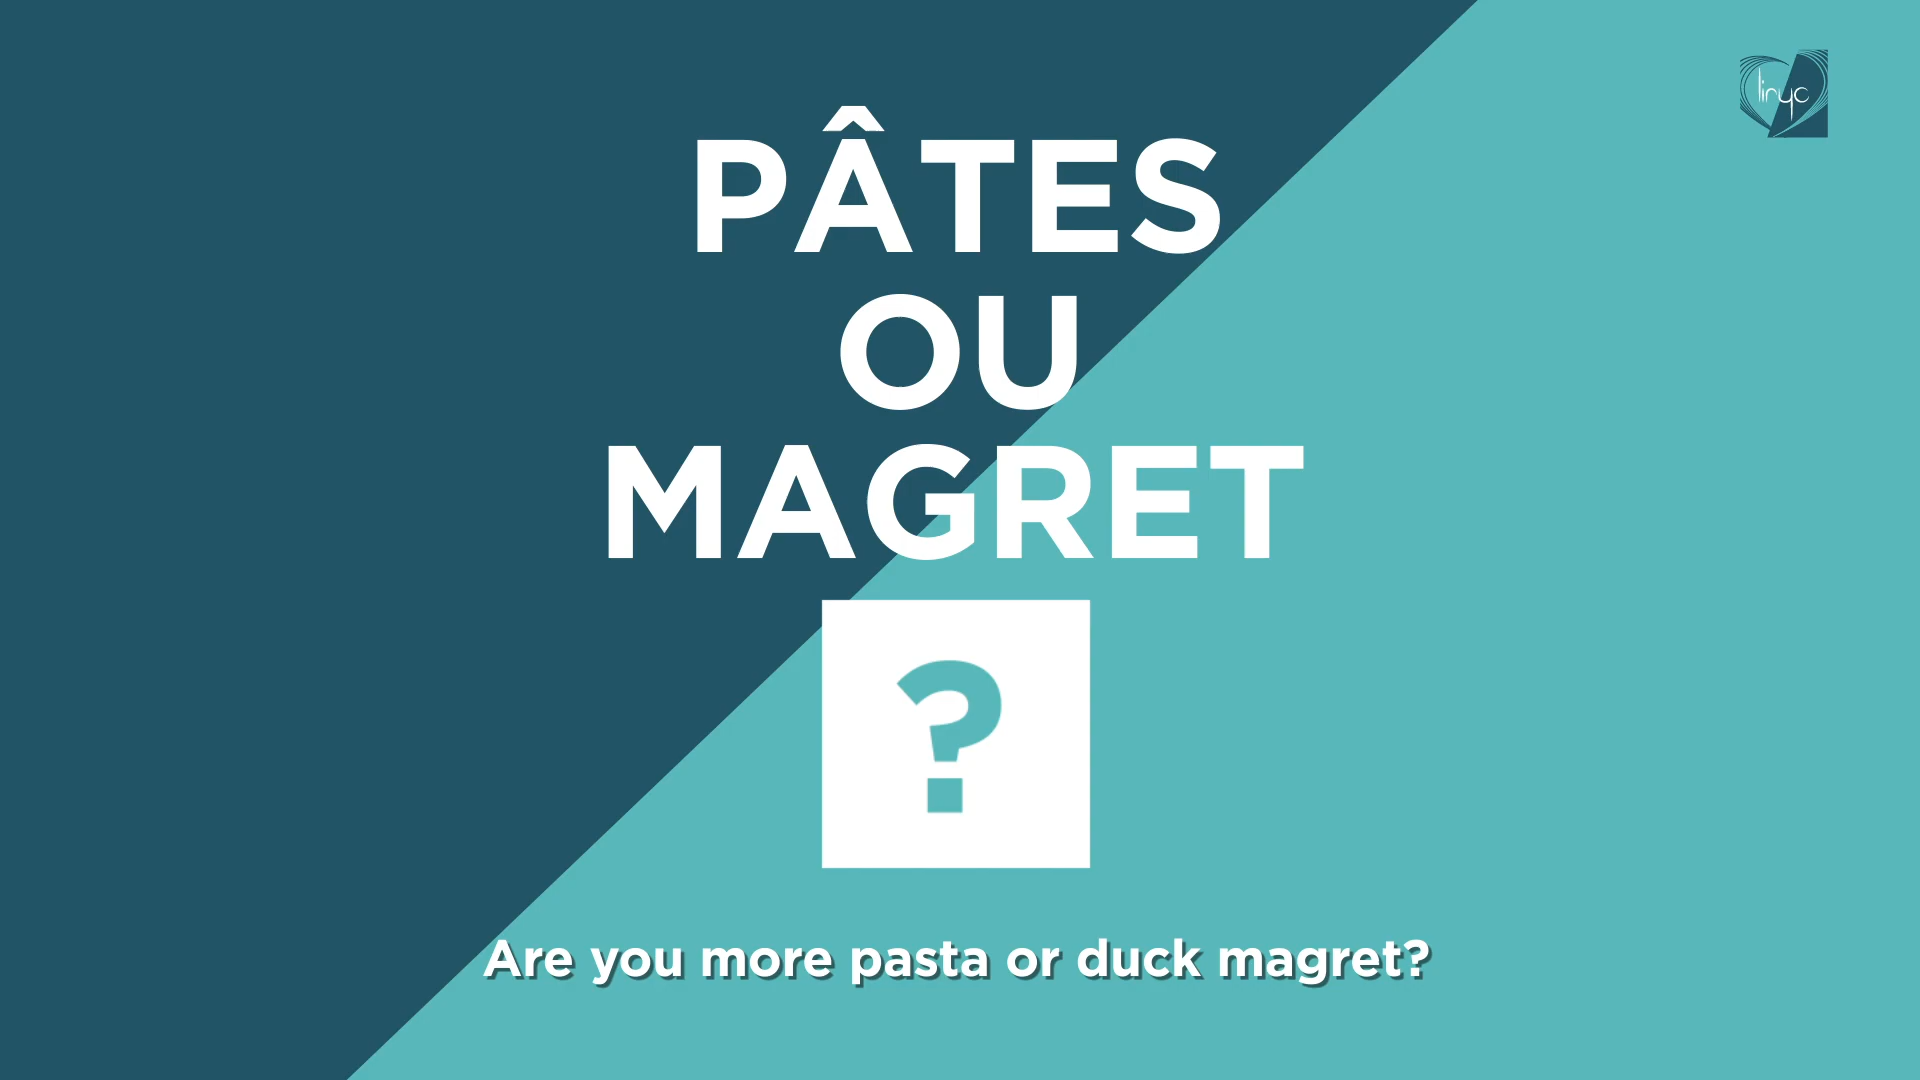 liryc
PÂTES
OU
MAGRET
?
Are you more pasta or duck magret?